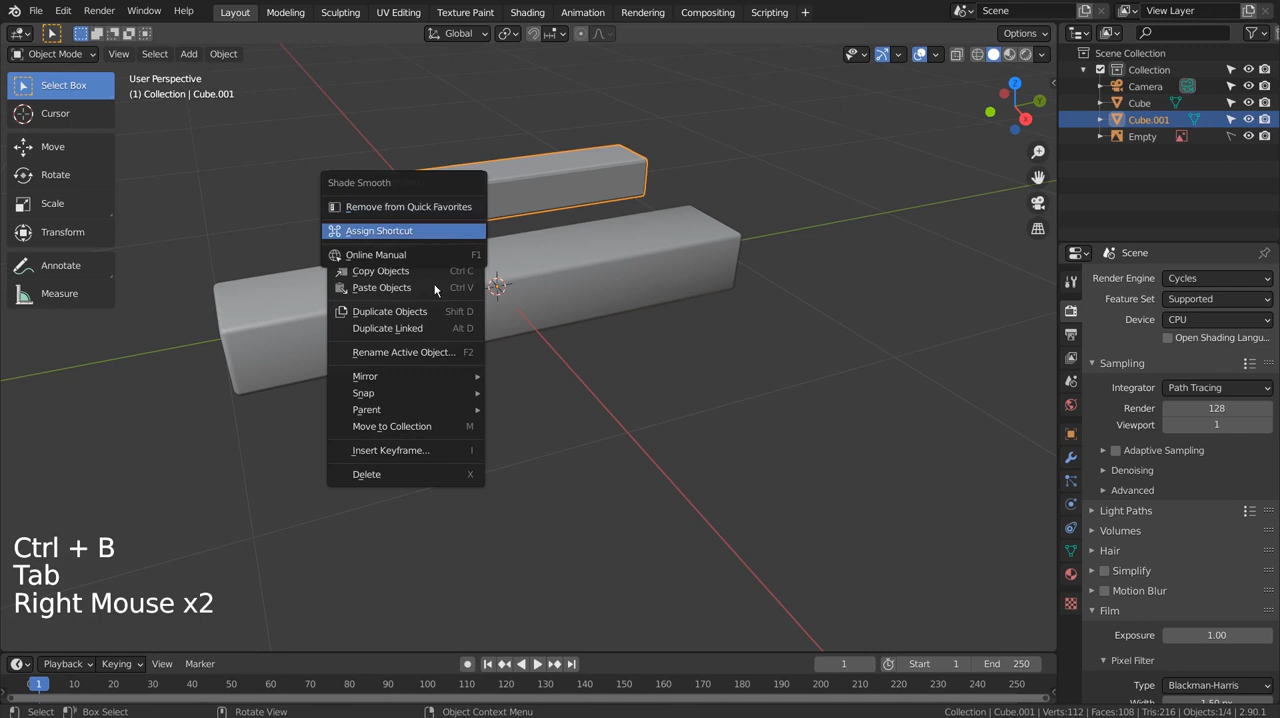 File Edit Render Window Help Layout Modeling Sculpting UV Editing Texture Paint Shading Animation Rendering Compositing Scripting + Scene View Layer
Global Options
Object Mode View Select Add Object
User Perspective
(1) Collection | Cube.001
Select Box
Cursor
Move
Rotate
Scale
Transform
Annotate
Measure
Z
Y
X
Shade Smooth
Remove from Quick Favorites
Assign Shortcut
Online Manual F1
Copy Objects Ctrl C
Paste Objects Ctrl V
Duplicate Objects Shift D
Duplicate Linked Alt D
Rename Active Object... F2
Mirror
Snap
Parent
Move to Collection M
Insert Keyframe... I
Delete X
Ctrl + B
Tab
Right Mouse x2
Scene Collection
Collection
Camera
Cube
Cube.001
Empty
Scene
Render Engine Cycles
Feature Set Supported
Device CPU
Open Shading Langu...
Sampling
Integrator Path Tracing
Render 128
Viewport 1
Adaptive Sampling
Denoising
Advanced
Light Paths
Volumes
Hair
Simplify
Motion Blur
Film
Exposure 1.00
Pixel Filter
Type Blackman-Harris
Width 1.50 px
Playback Keying View Marker 1 Start 1 End 250
1 10 20 30 40 50 60 70 80 90 100 110 120 130 140 150 160 170 180 190 200 210 220 230 240 250
Select Box Select Rotate View Object Context Menu Collection | Cube.001 | Verts:112 | Faces:108 | Tris:216 | Objects:1/4 | 2.90.1